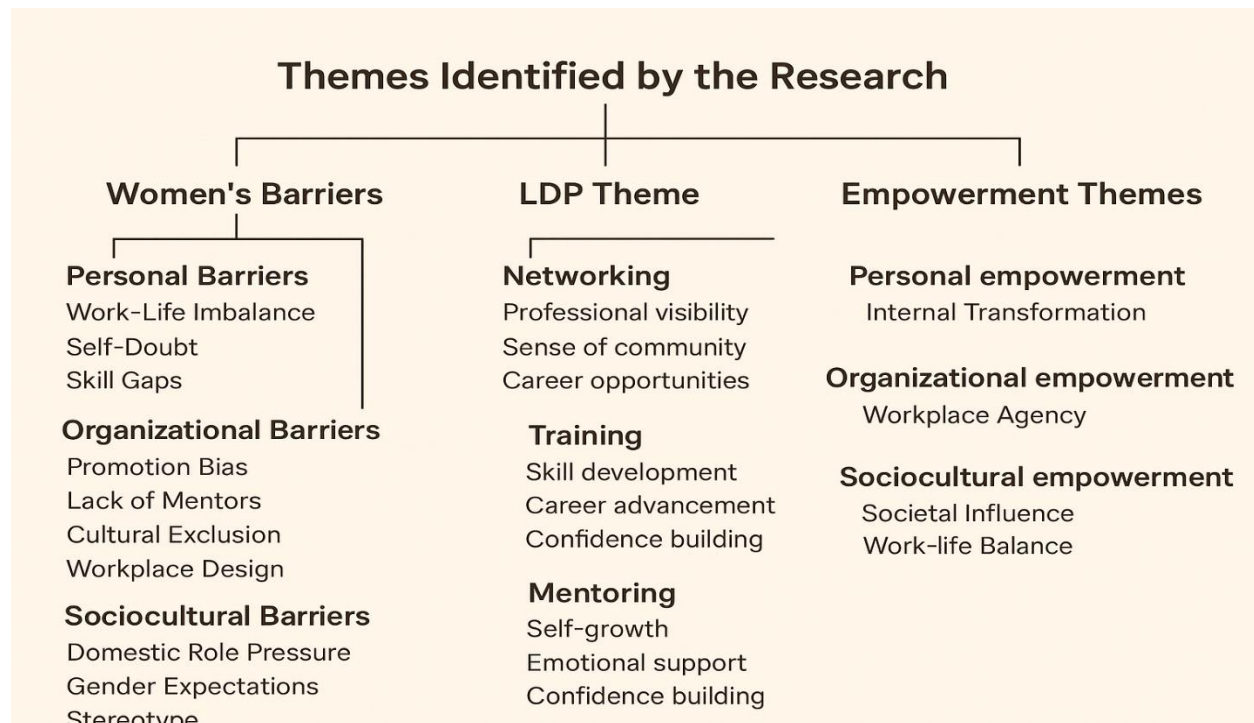 Themes Identified by the Research
Women's Barriers
Personal Barriers
Work-Life Imbalance
Self-Doubt
Skill Gaps
Organizational Barriers
Promotion Bias
Lack of Mentors
Cultural Exclusion
Workplace Design
Sociocultural Barriers
Domestic Role Pressure
Gender Expectations
Stereotype
LDP Theme
Networking
Professional visibility
Sense of community
Career opportunities
Training
Skill development
Career advancement
Confidence building
Mentoring
Self-growth
Emotional support
Confidence building
Empowerment Themes
Personal empowerment
Internal Transformation
Organizational empowerment
Workplace Agency
Sociocultural empowerment
Societal Influence
Work-life Balance